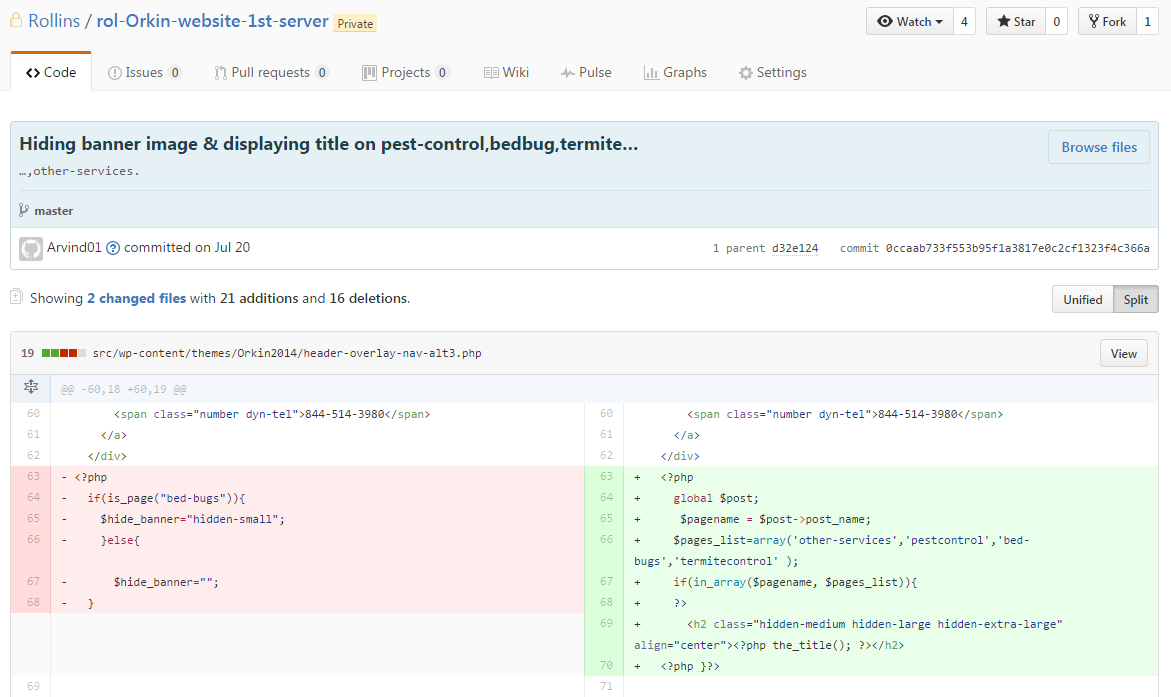 Rollins / rol-Orkin-website-1st-server Private
Watch 4 Star 0 Fork 1
Code Issues 0 Pull requests 0 Projects 0 Wiki Pulse Graphs Settings
Hiding banner image & displaying title on pest-control,bedbug,termite…
Browse files
…,other-services.
master
Arvind01 ? committed on Jul 20
1 parent d32e124 commit 0ccaab733f553b95f1a3817e0c2cf1323f4c366a
Showing 2 changed files with 21 additions and 16 deletions.
Unified Split
19 src/wp-content/themes/Orkin2014/header-overlay-nav-alt3.php
View
@@ -60,18 +60,19 @@
60 <span class="number dyn-tel">844-514-3980</span>
61 </a>
62 </div>
63 - <?php
64 - if(is_page("bed-bugs")){
65 - $hide_banner="hidden-small";
66 - }else{
67 - $hide_banner="";
68 - }
69
60 <span class="number dyn-tel">844-514-3980</span>
61 </a>
62 </div>
63 + <?php
64 + global $post;
65 + $pagename = $post->post_name;
66 + $pages_list=array('other-services','pestcontrol','bed-
bugs','termitecontrol' );
67 + if(in_array($pagename, $pages_list)){
68 + ?>
69 + <h2 class="hidden-medium hidden-large hidden-extra-large"
align="center"><?php the_title(); ?></h2>
70 + <?php }?>
71